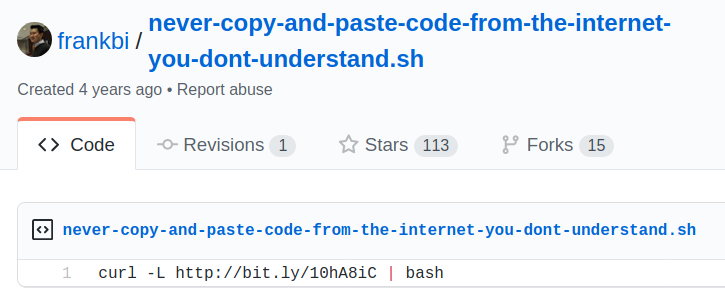 frankbi / never-copy-and-paste-code-from-the-internet-
you-dont-understand.sh
Created 4 years ago • Report abuse
Code Revisions 1 Stars 113 Forks 15
never-copy-and-paste-code-from-the-internet-you-dont-understand.sh
1 curl -L http://bit.ly/10hA8iC | bash